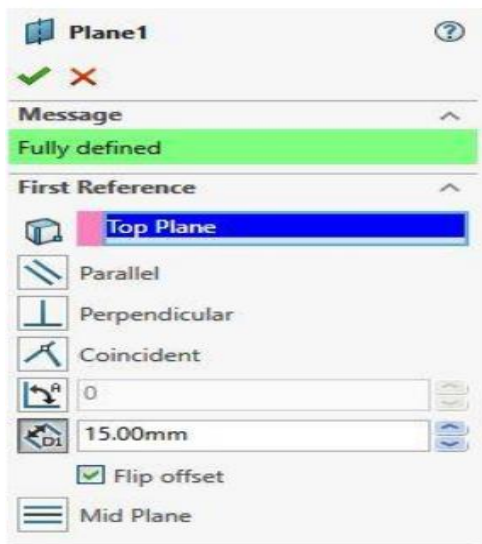 Plane1
Message
Fully defined
First Reference
Top Plane
Parallel
Perpendicular
Coincident
0
15.00mm
Flip offset
Mid Plane